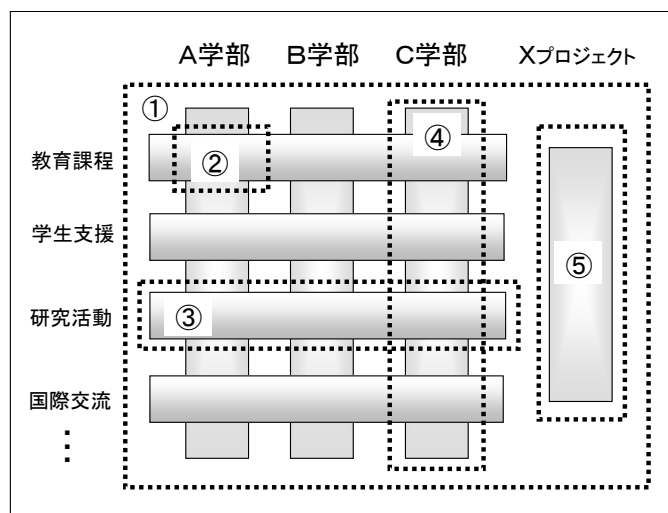 A学部 B学部 C学部 Xプロジェクト
①
④
教育課程
②
学生支援
⑤
研究活動
③
国際交流
⋮